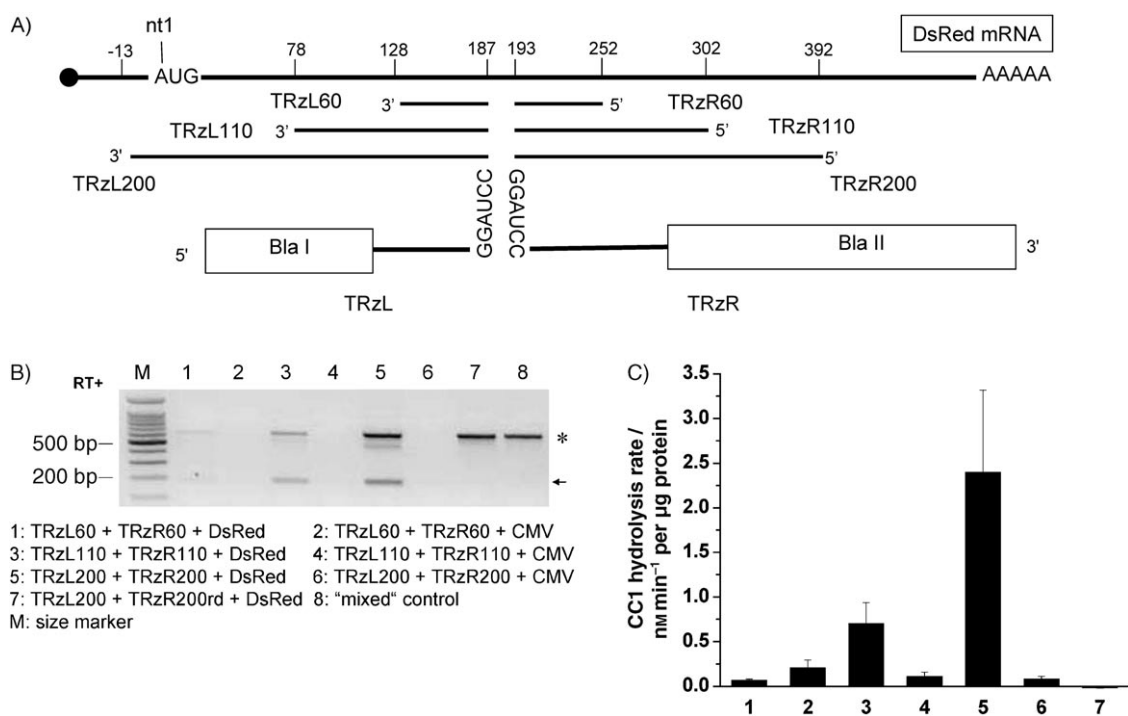 A)
nt1
-13 78 128 187 193 252 302 392
DsRed mRNA
AUG
AAAAA
TRzL60 3' 5' TRzR60
TRzL110 3' 5' TRzR110
3' 5'
TRzL200 TRzR200
GGAUCC GGAUCC
5' Bla I Bla II 3'
TRzL TRzR
B)
RT+ M 1 2 3 4 5 6 7 8
500 bp *
200 bp ←
1: TRzL60 + TRzR60 + DsRed 2: TRzL60 + TRzR60 + CMV
3: TRzL110 + TRzR110 + DsRed 4: TRzL110 + TRzR110 + CMV
5: TRzL200 + TRzR200 + DsRed 6: TRzL200 + TRzR200 + CMV
7: TRzL200 + TRzR200rd + DsRed 8: "mixed" control
M: size marker
C)
CC1 hydrolysis rate /
nM min⁻¹ per µg protein
3.5
3.0
2.5
2.0
1.5
1.0
0.5
0.0
1 2 3 4 5 6 7